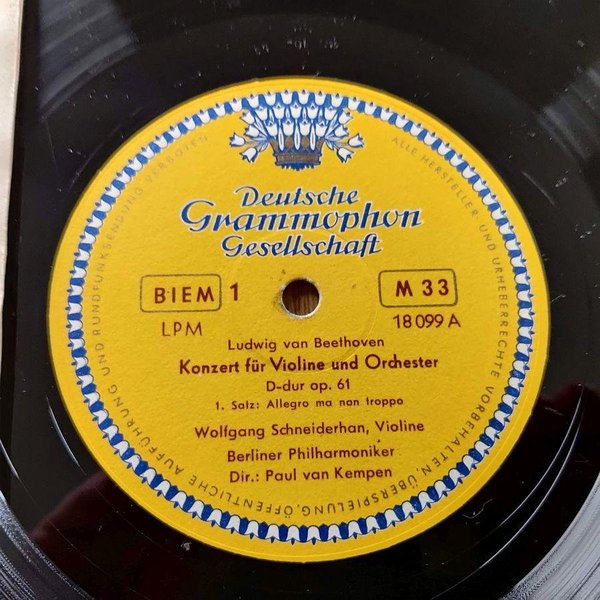 Deutsche
Grammophon
Gesellschaft
BIEM 1
M 33
LPM
18 099 A
Ludwig van Beethoven
Konzert für Violine und Orchester
D-dur op. 61
1. Satz: Allegro ma non troppo
Wolfgang Schneiderhan, Violine
Berliner Philharmoniker
Dir.: Paul van Kempen
ALLE HERSTELLER- UND URHEBERRECHTE VORBEHALTEN, ÜBERSPIELUNG, ÖFFENTLICHE AUFFÜHRUNG UND RUNDFUNKSENDUNG VERBOTEN